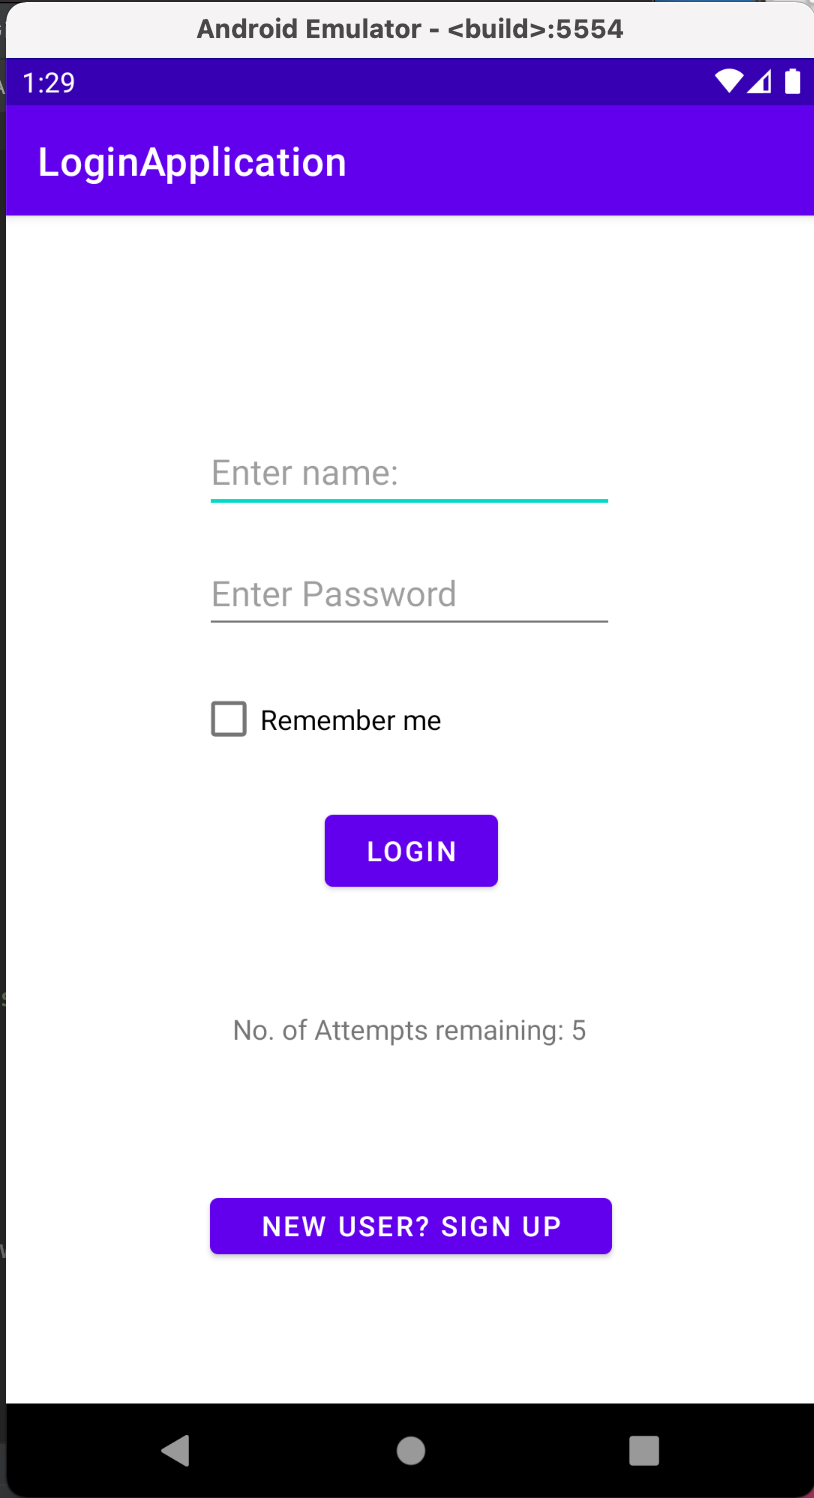 Android Emulator - <build>:5554
1:29
LoginApplication
Enter name:
Enter Password
Remember me
LOGIN
No. of Attempts remaining: 5
NEW USER? SIGN UP